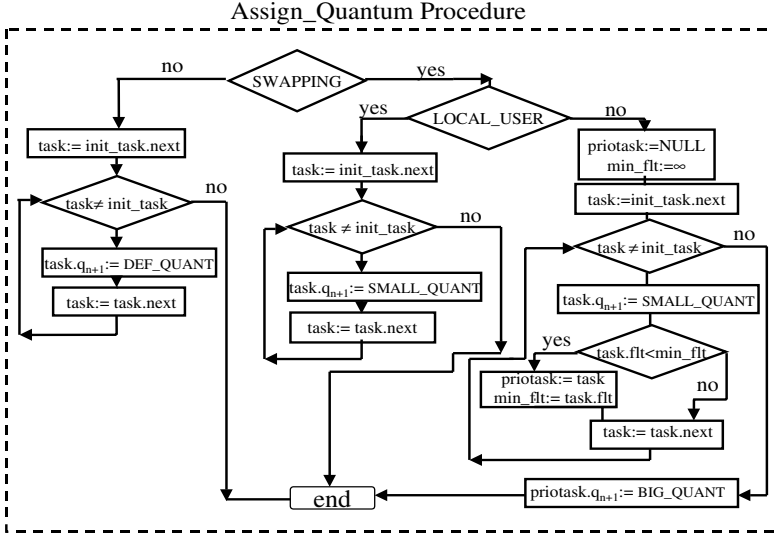 Assign_Quantum Procedure
SWAPPING
no
yes
LOCAL_USER
yes
no
task:= init_task.next
task≠ init_task
no
task.qn+1:= DEF_QUANT
task:= task.next
task:= init_task.next
task ≠ init_task
no
task.qn+1:= SMALL_QUANT
task:= task.next
priotask:=NULL
min_flt:=∞
task:=init_task.next
task ≠ init_task
no
task.qn+1:= SMALL_QUANT
task.flt<min_flt
yes
no
priotask:= task
min_flt:= task.flt
task:= task.next
priotask.qn+1:= BIG_QUANT
end